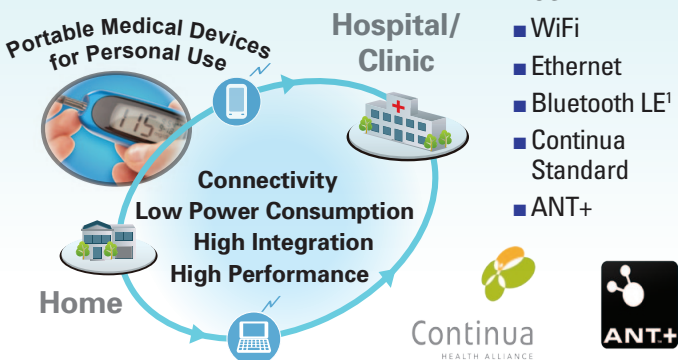 Portable Medical Devices
for Personal Use
115
Hospital/
Clinic
Connectivity
Low Power Consumption
High Integration
High Performance
Home
■ WiFi
■ Ethernet
■ Bluetooth LE¹
■ Continua
Standard
■ ANT+
Continua
HEALTH ALLIANCE
ANT+